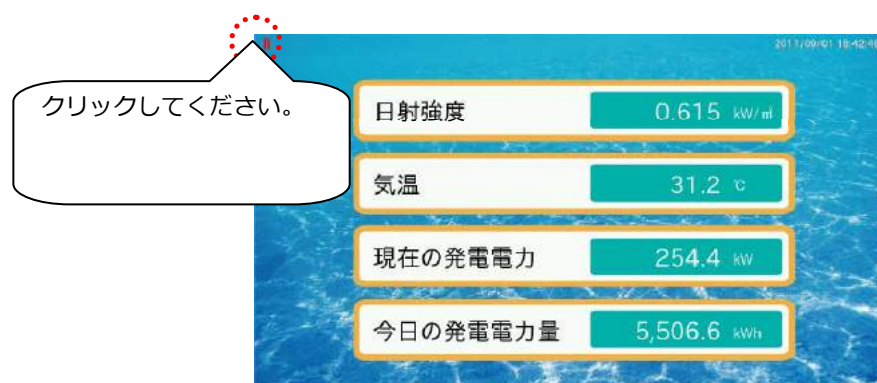 2011/09/01 16:42:46
クリックしてください。
日射強度 0.615 kW/㎡
気温 31.2 ℃
現在の発電電力 254.4 kW
今日の発電電力量 5,506.6 kWh